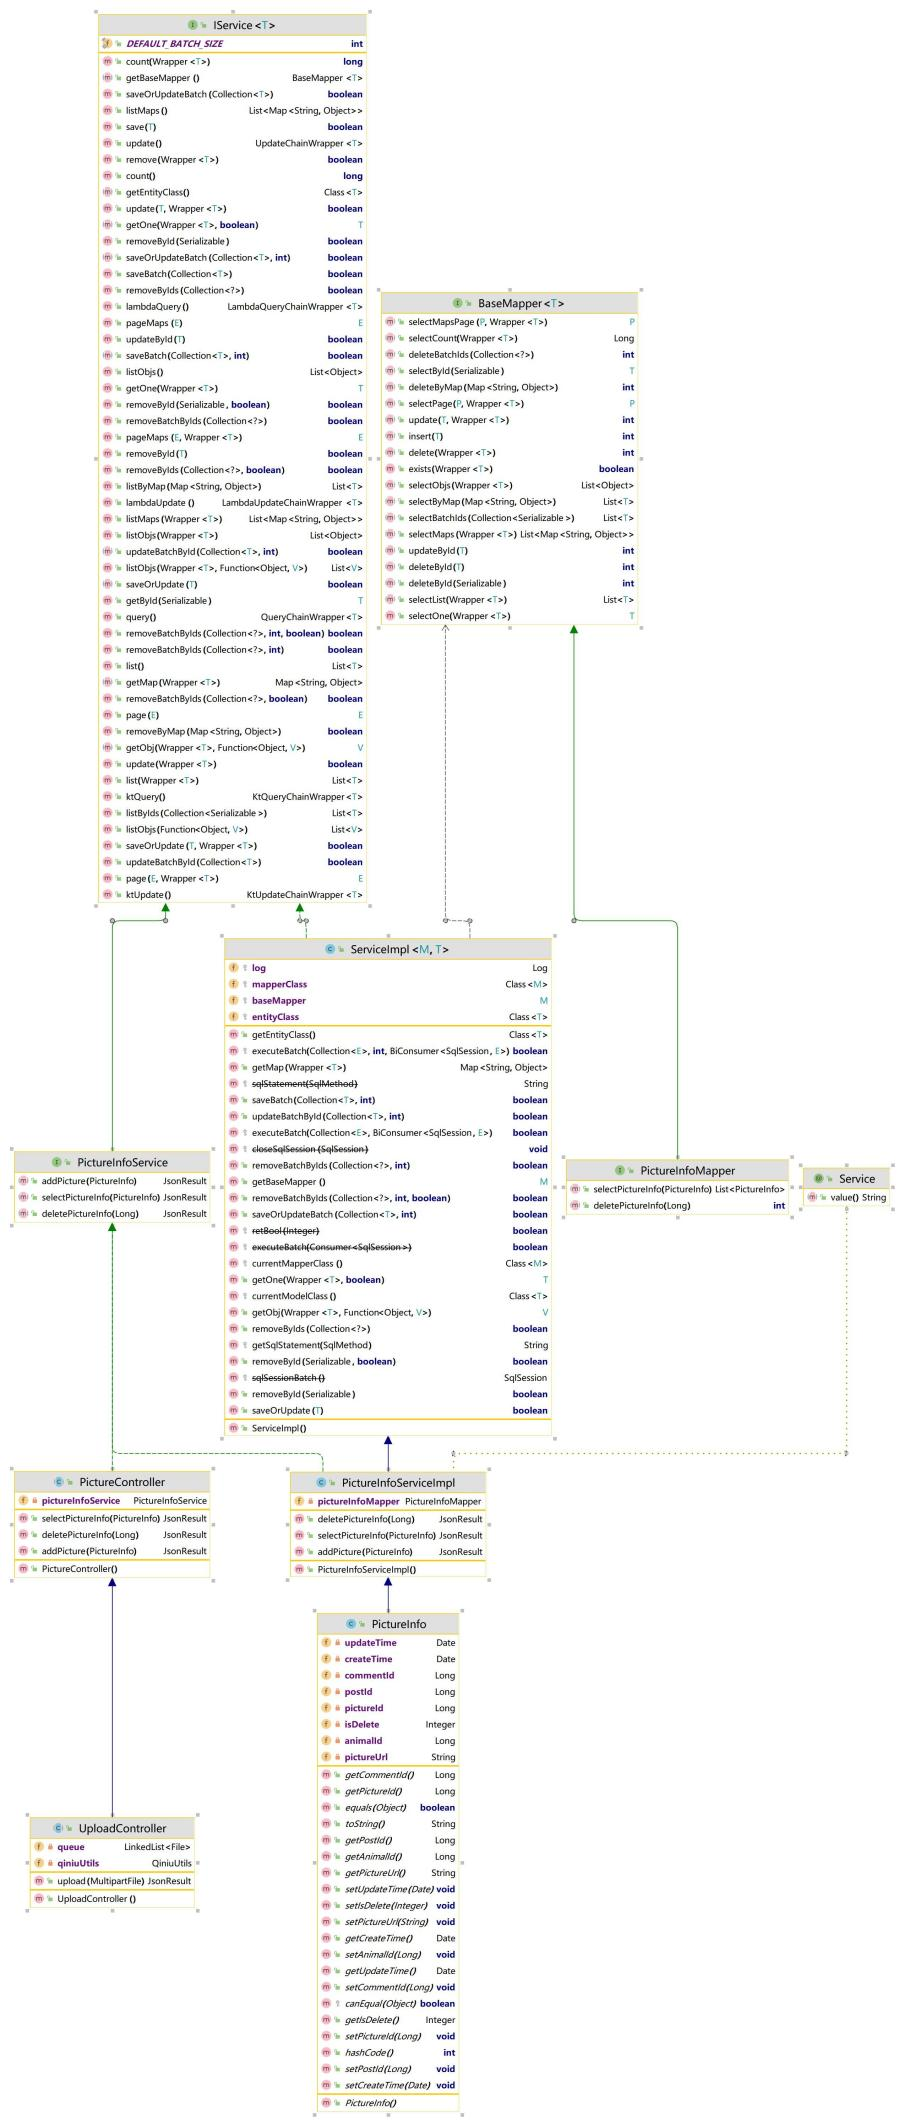 IService<T>
DEFAULT_BATCH_SIZE int
count(Wrapper<T>) long
getBaseMapper() BaseMapper<T>
saveOrUpdateBatch(Collection<T>) boolean
listMaps() List<Map<String, Object>>
save(T) boolean
update() UpdateChainWrapper<T>
remove(Wrapper<T>) boolean
count() long
getEntityClass() Class<T>
update(T, Wrapper<T>) boolean
getOne(Wrapper<T>, boolean) T
removeById(Serializable) boolean
saveOrUpdateBatch(Collection<T>, int) boolean
saveBatch(Collection<T>) boolean
removeByIds(Collection<?>) boolean
lambdaQuery() LambdaQueryChainWrapper<T>
pageMaps(E) E
updateById(T) boolean
saveBatch(Collection<T>, int) boolean
listObjs() List<Object>
getOne(Wrapper<T>) T
removeById(Serializable, boolean) boolean
removeBatchByIds(Collection<?>) boolean
pageMaps(E, Wrapper<T>) E
removeById(T) boolean
removeByIds(Collection<?>, boolean) boolean
listByMap(Map<String, Object>) List<T>
lambdaUpdate() LambdaUpdateChainWrapper<T>
listMaps(Wrapper<T>) List<Map<String, Object>>
listObjs(Wrapper<T>) List<Object>
updateBatchById(Collection<T>, int) boolean
listObjs(Wrapper<T>, Function<Object, V>) List<V>
saveOrUpdate(T) boolean
getById(Serializable) T
query() QueryChainWrapper<T>
removeBatchByIds(Collection<?>, int, boolean) boolean
removeBatchByIds(Collection<?>, int) boolean
list() List<T>
getMap(Wrapper<T>) Map<String, Object>
removeBatchByIds(Collection<?>, boolean) boolean
page(E) E
removeByMap(Map<String, Object>) boolean
getObj(Wrapper<T>, Function<Object, V>) V
update(Wrapper<T>) boolean
list(Wrapper<T>) List<T>
ktQuery() KtQueryChainWrapper<T>
listByIds(Collection<Serializable>) List<T>
listObjs(Function<Object, V>) List<V>
saveOrUpdate(T, Wrapper<T>) boolean
updateBatchById(Collection<T>) boolean
page(E, Wrapper<T>) E
ktUpdate() KtUpdateChainWrapper<T>
BaseMapper<T>
selectMapsPage(P, Wrapper<T>) P
selectCount(Wrapper<T>) Long
deleteBatchIds(Collection<?>) int
selectById(Serializable) T
deleteByMap(Map<String, Object>) int
selectPage(P, Wrapper<T>) P
update(T, Wrapper<T>) int
insert(T) int
delete(Wrapper<T>) int
exists(Wrapper<T>) boolean
selectObjs(Wrapper<T>) List<Object>
selectByMap(Map<String, Object>) List<T>
selectBatchIds(Collection<Serializable>) List<T>
selectMaps(Wrapper<T>) List<Map<String, Object>>
updateById(T) int
deleteById(T) int
deleteById(Serializable) int
selectList(Wrapper<T>) List<T>
selectOne(Wrapper<T>) T
ServiceImpl<M, T>
log Log
mapperClass Class<M>
baseMapper M
entityClass Class<T>
getEntityClass() Class<T>
executeBatch(Collection<E>, int, BiConsumer<SqlSession, E>) boolean
getMap(Wrapper<T>) Map<String, Object>
sqlStatement(SqlMethod) String
saveBatch(Collection<T>, int) boolean
updateBatchById(Collection<T>, int) boolean
executeBatch(Collection<E>, BiConsumer<SqlSession, E>) boolean
closeSqlSession(SqlSession) void
removeBatchByIds(Collection<?>, int) boolean
getBaseMapper() M
removeBatchByIds(Collection<?>, int, boolean) boolean
saveOrUpdateBatch(Collection<T>, int) boolean
retBool(Integer) boolean
executeBatch(Consumer<SqlSession>) boolean
currentMapperClass() Class<M>
getOne(Wrapper<T>, boolean) T
currentModelClass() Class<T>
getObj(Wrapper<T>, Function<Object, V>) V
removeByIds(Collection<?>) boolean
getSqlStatement(SqlMethod) String
removeById(Serializable, boolean) boolean
sqlSessionBatch() SqlSession
removeById(Serializable) boolean
saveOrUpdate(T) boolean
ServiceImpl()
PictureInfoService
addPicture(PictureInfo) JsonResult
selectPictureInfo(PictureInfo) JsonResult
deletePictureInfo(Long) JsonResult
PictureInfoMapper
selectPictureInfo(PictureInfo) List<PictureInfo>
deletePictureInfo(Long) int
Service
value() String
PictureController
pictureInfoService PictureInfoService
selectPictureInfo(PictureInfo) JsonResult
deletePictureInfo(Long) JsonResult
addPicture(PictureInfo) JsonResult
PictureController()
PictureInfoServiceImpl
pictureInfoMapper PictureInfoMapper
deletePictureInfo(Long) JsonResult
selectPictureInfo(PictureInfo) JsonResult
addPicture(PictureInfo) JsonResult
PictureInfoServiceImpl()
PictureInfo
updateTime Date
createTime Date
commentId Long
postId Long
pictureId Long
isDelete Integer
animalId Long
pictureUrl String
getCommentId() Long
getPictureId() Long
equals(Object) boolean
toString() String
getPostId() Long
getAnimalId() Long
getPictureUrl() String
setUpdateTime(Date) void
setIsDelete(Integer) void
setPictureUrl(String) void
getCreateTime() Date
setAnimalId(Long) void
getUpdateTime() Date
setCommentId(Long) void
canEqual(Object) boolean
getIsDelete() Integer
setPictureId(Long) void
hashCode() int
setPostId(Long) void
setCreateTime(Date) void
PictureInfo()
UploadController
queue LinkedList<File>
qiniuUtils QiniuUtils
upload(MultipartFile) JsonResult
UploadController()